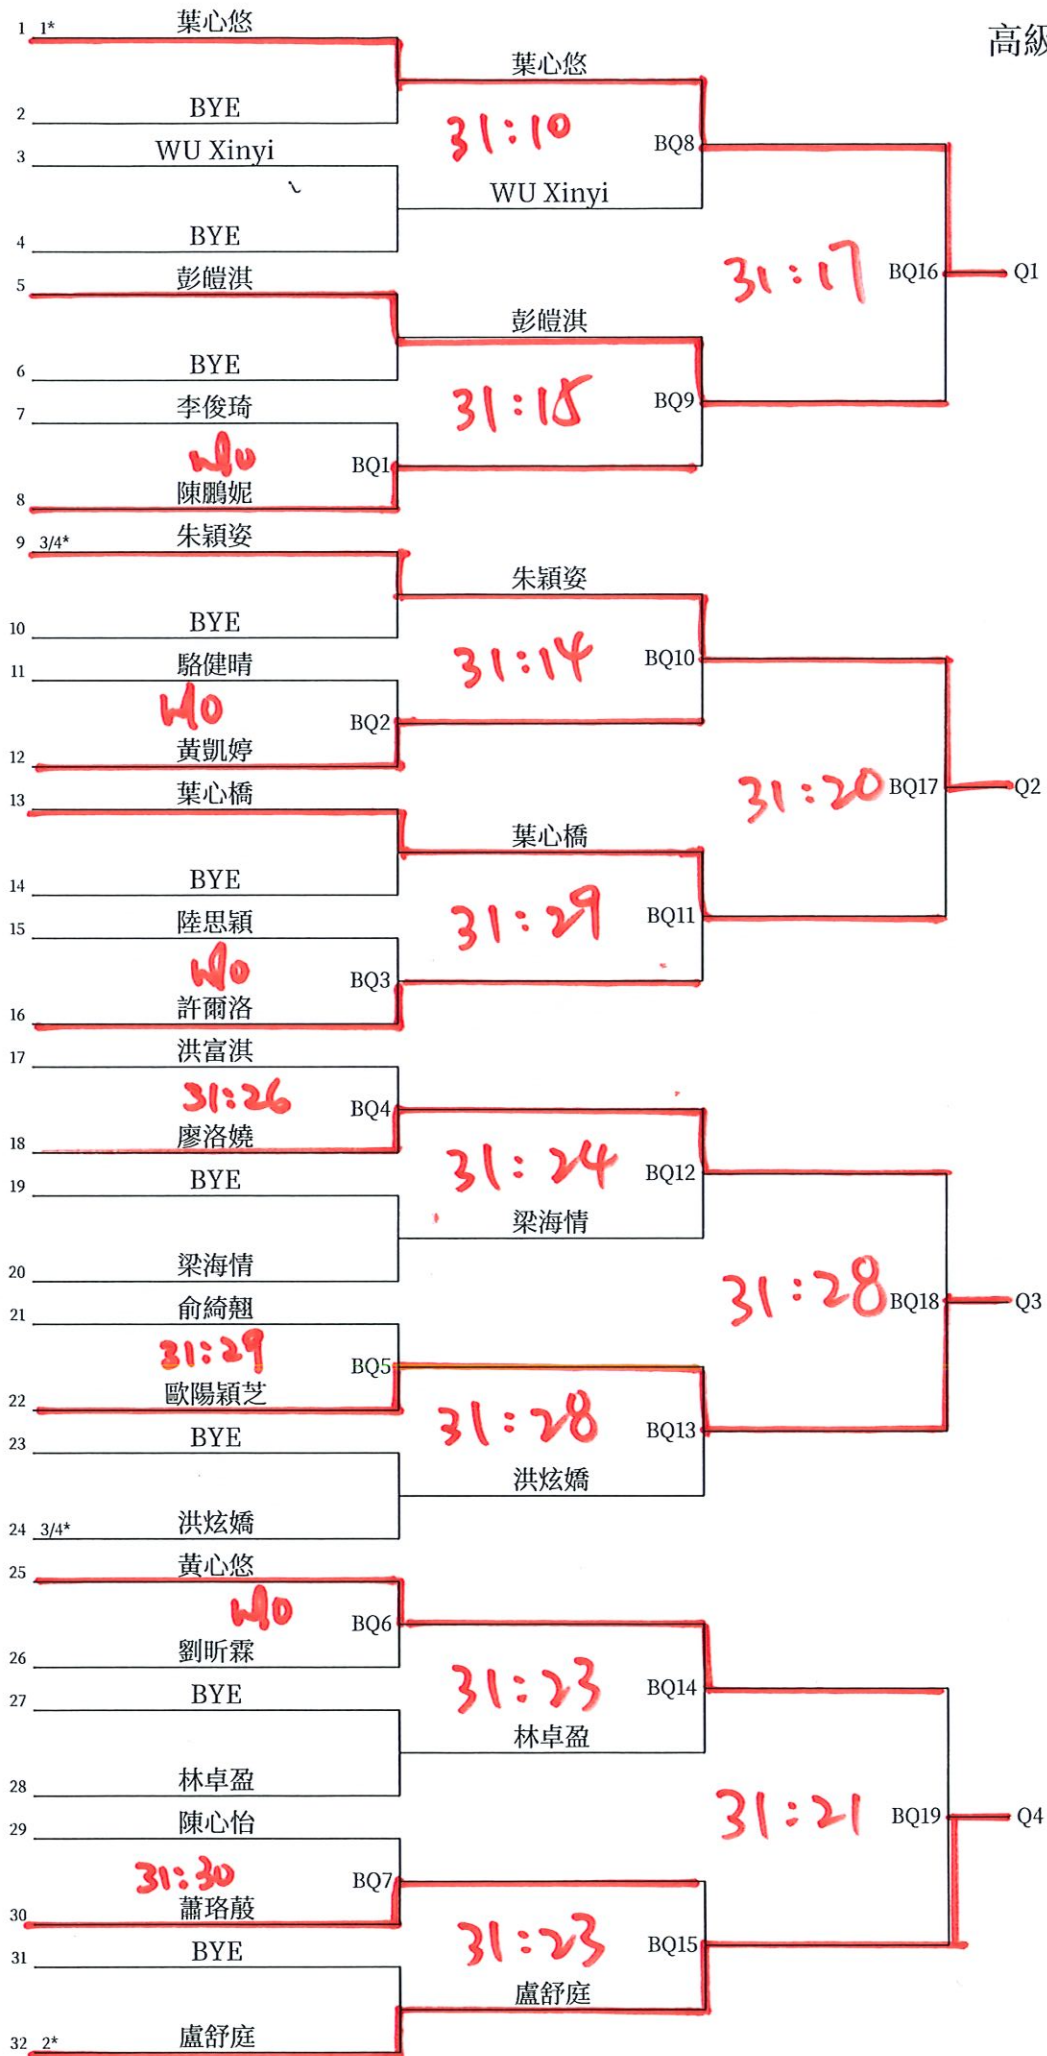 高級
1 1* 葉心悠
葉心悠
2 BYE
31:10
BQ8
3 WU Xinyi
WU Xinyi
4 BYE
31:17
BQ16
Q1
5 彭皚淇
彭皚淇
6 BYE
31:15
BQ9
7 李俊琦
w/o
BQ1
8 陳鵬妮
9 3/4* 朱穎姿
朱穎姿
10 BYE
31:14
BQ10
11 駱健晴
w/o
BQ2
12 黃凱婷
31:20
BQ17
Q2
13 葉心橋
葉心橋
14 BYE
31:29
BQ11
15 陸思穎
w/o
BQ3
16 許爾洛
17 洪富淇
31:26
BQ4
18 廖洛嬈
31:24
BQ12
19 BYE
梁海情
20 梁海情
31:28
BQ18
Q3
21 俞綺翹
31:29
BQ5
22 歐陽穎芝
31:28
BQ13
23 BYE
洪炫嬌
24 3/4* 洪炫嬌
25 黃心悠
w/o
BQ6
26 劉昕霖
31:23
BQ14
27 BYE
林卓盈
28 林卓盈
31:21
BQ19
Q4
29 陳心怡
31:30
BQ7
30 蕭珞殷
31:23
BQ15
31 BYE
盧舒庭
32 2* 盧舒庭